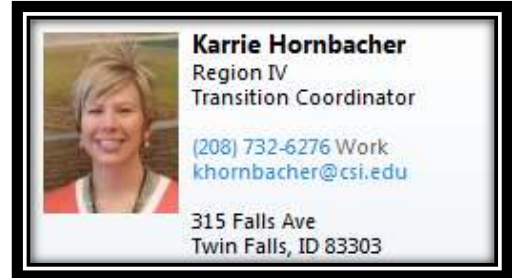 Karrie Hornbacher
Region IV
Transition Coordinator
(208) 732-6276 Work
khornbacher@csi.edu
315 Falls Ave
Twin Falls, ID 83303